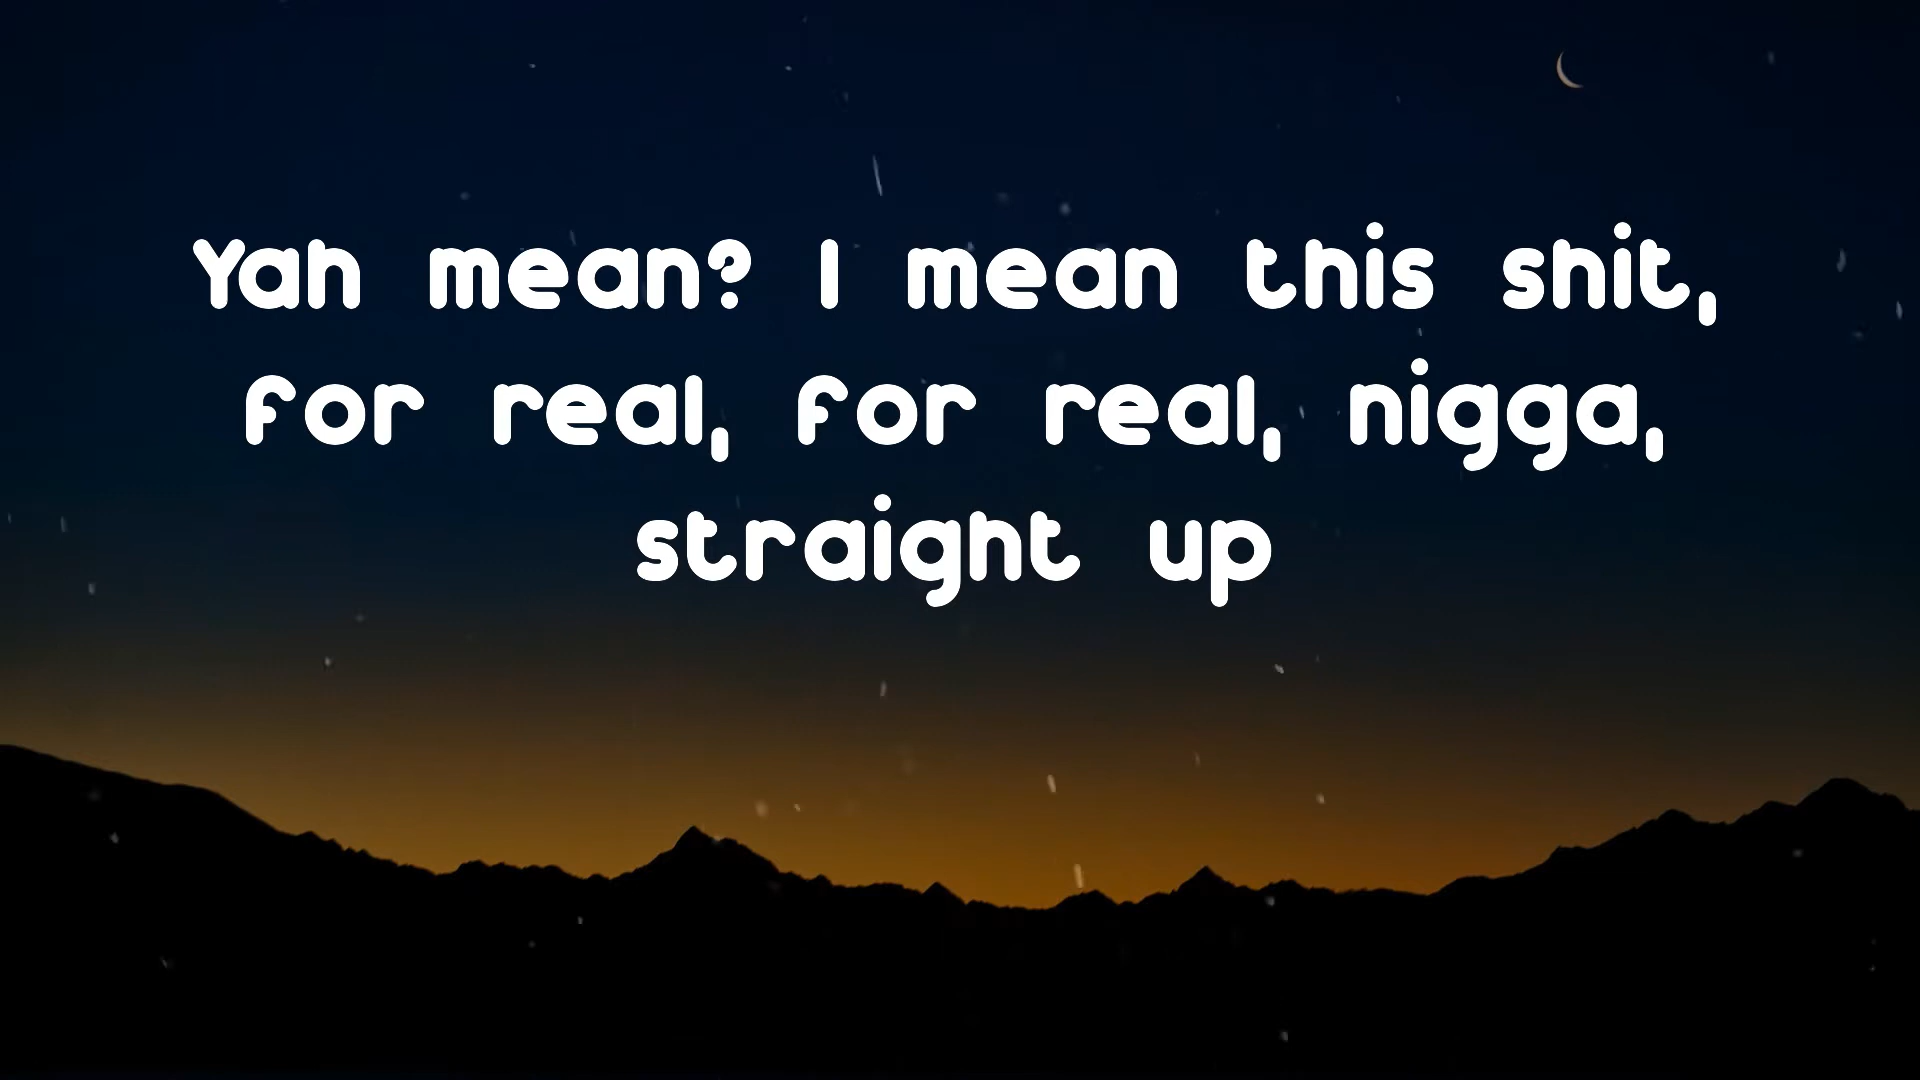 Yah mean? I mean this shit,
for real, for real, nigga,
straight up